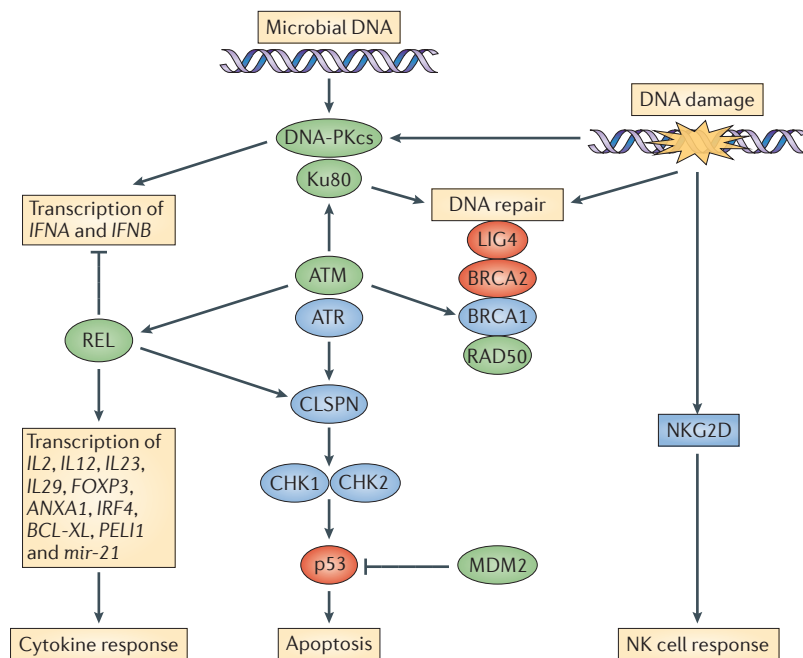 Microbial DNA
DNA damage
DNA-PKcs
Ku80
Transcription of
IFNA and IFNB
DNA repair
LIG4
BRCA2
BRCA1
RAD50
ATM
ATR
REL
CLSPN
NKG2D
Transcription of
IL2, IL12, IL23,
IL29, FOXP3,
ANXA1, IRF4,
BCL-XL, PELI1
and mir-21
CHK1
CHK2
p53
MDM2
Cytokine response
Apoptosis
NK cell response